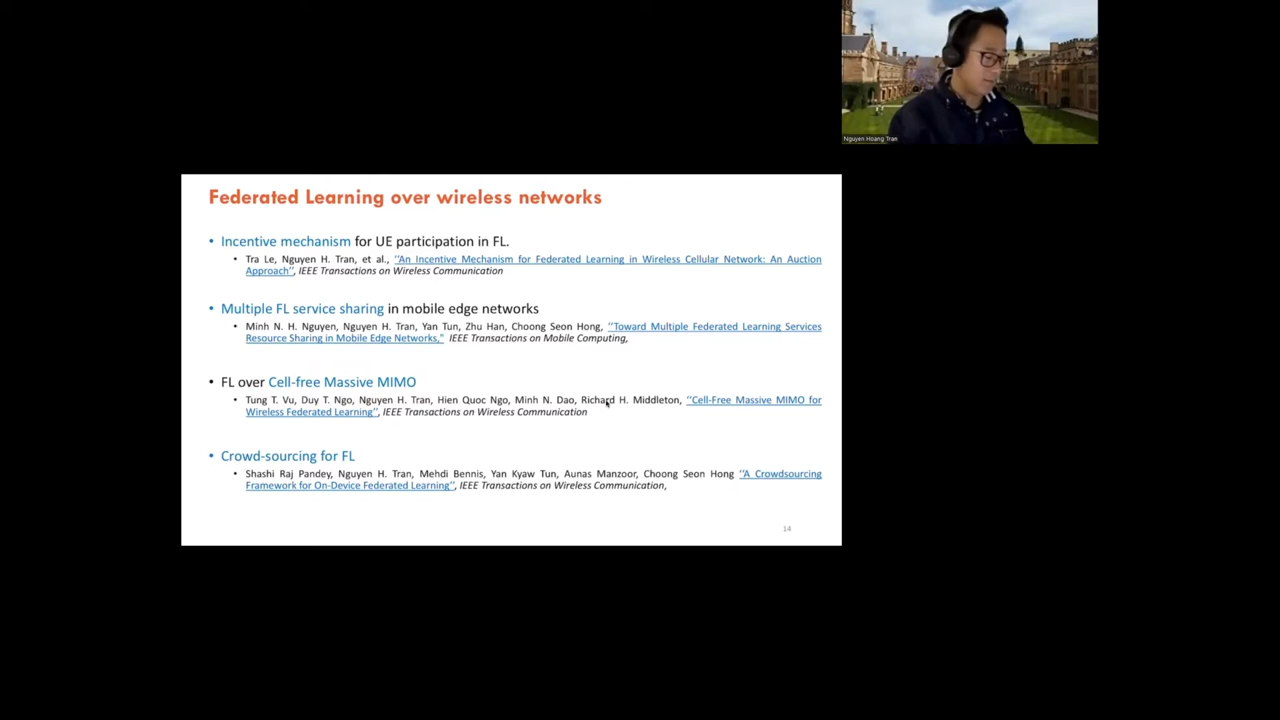 Nguyen Hoang Tran
Federated Learning over wireless networks
• Incentive mechanism for UE participation in FL.
• Tra Le, Nguyen H. Tran, et al., “An Incentive Mechanism for Federated Learning in Wireless Cellular Network: An Auction
Approach”, IEEE Transactions on Wireless Communication
• Multiple FL service sharing in mobile edge networks
• Minh N. H. Nguyen, Nguyen H. Tran, Yan Tun, Zhu Han, Choong Seon Hong, “Toward Multiple Federated Learning Services
Resource Sharing in Mobile Edge Networks," IEEE Transactions on Mobile Computing,
• FL over Cell-free Massive MIMO
• Tung T. Vu, Duy T. Ngo, Nguyen H. Tran, Hien Quoc Ngo, Minh N. Dao, Richard H. Middleton, “Cell-Free Massive MIMO for
Wireless Federated Learning”, IEEE Transactions on Wireless Communication
• Crowd-sourcing for FL
• Shashi Raj Pandey, Nguyen H. Tran, Mehdi Bennis, Yan Kyaw Tun, Aunas Manzoor, Choong Seon Hong “A Crowdsourcing
Framework for On-Device Federated Learning”, IEEE Transactions on Wireless Communication,
14